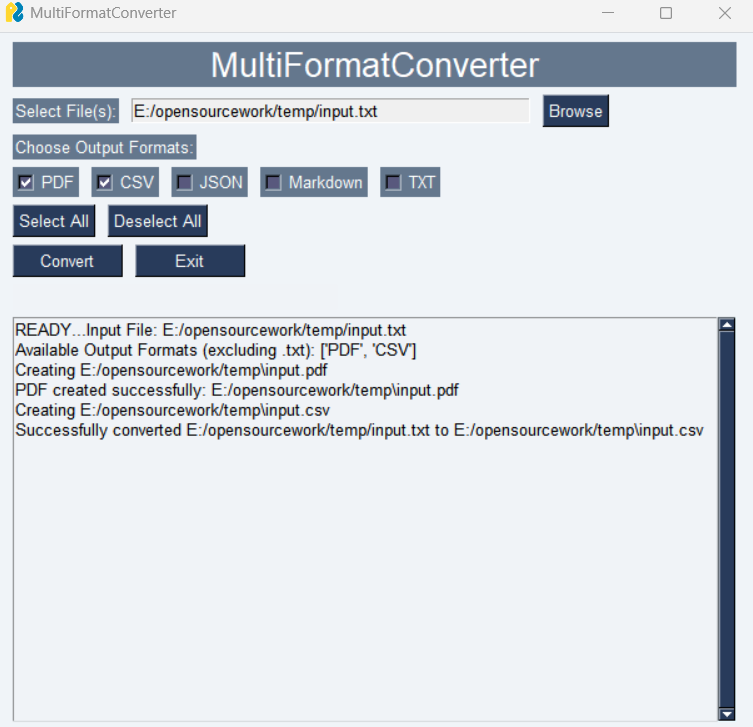 MultiFormatConverter
MultiFormatConverter
Select File(s): E:/opensourcework/temp/input.txt Browse
Choose Output Formats:
PDF CSV JSON Markdown TXT
Select All Deselect All
Convert Exit
READY...Input File: E:/opensourcework/temp/input.txt
Available Output Formats (excluding .txt): ['PDF', 'CSV']
Creating E:/opensourcework/temp\input.pdf
PDF created successfully: E:/opensourcework/temp\input.pdf
Creating E:/opensourcework/temp\input.csv
Successfully converted E:/opensourcework/temp/input.txt to E:/opensourcework/temp\input.csv